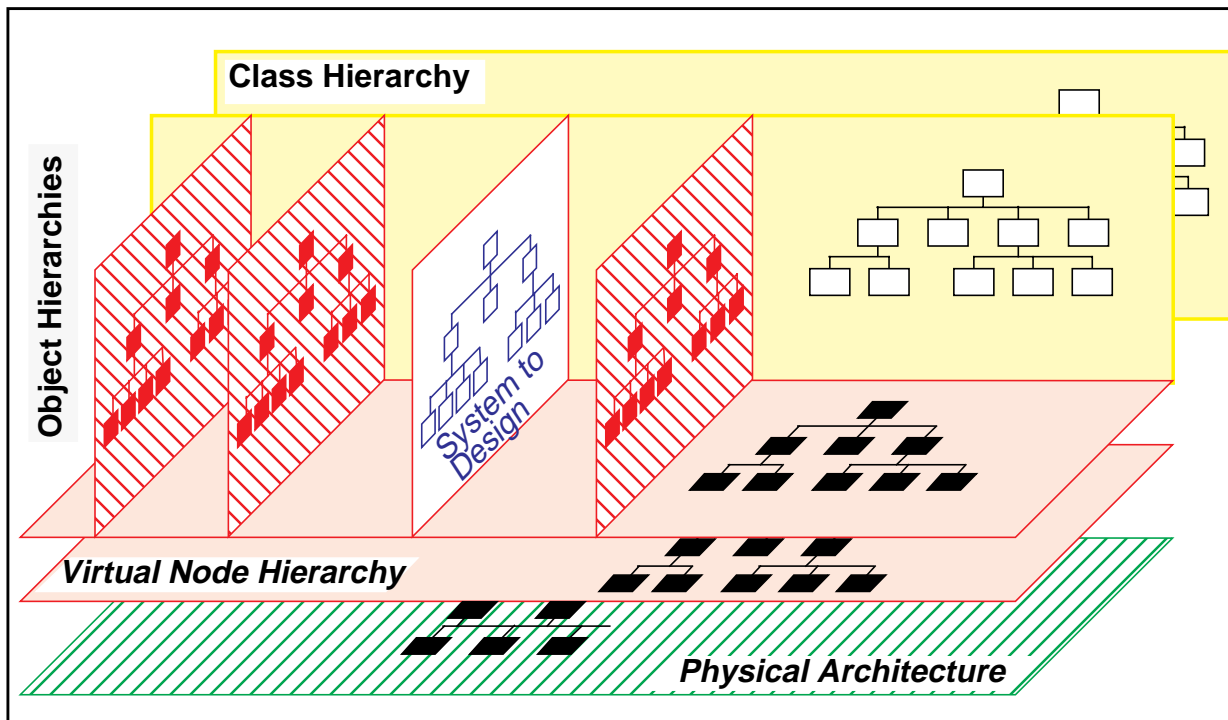 Class Hierarchy
Object Hierarchies
System to
Design
Virtual Node Hierarchy
Physical Architecture